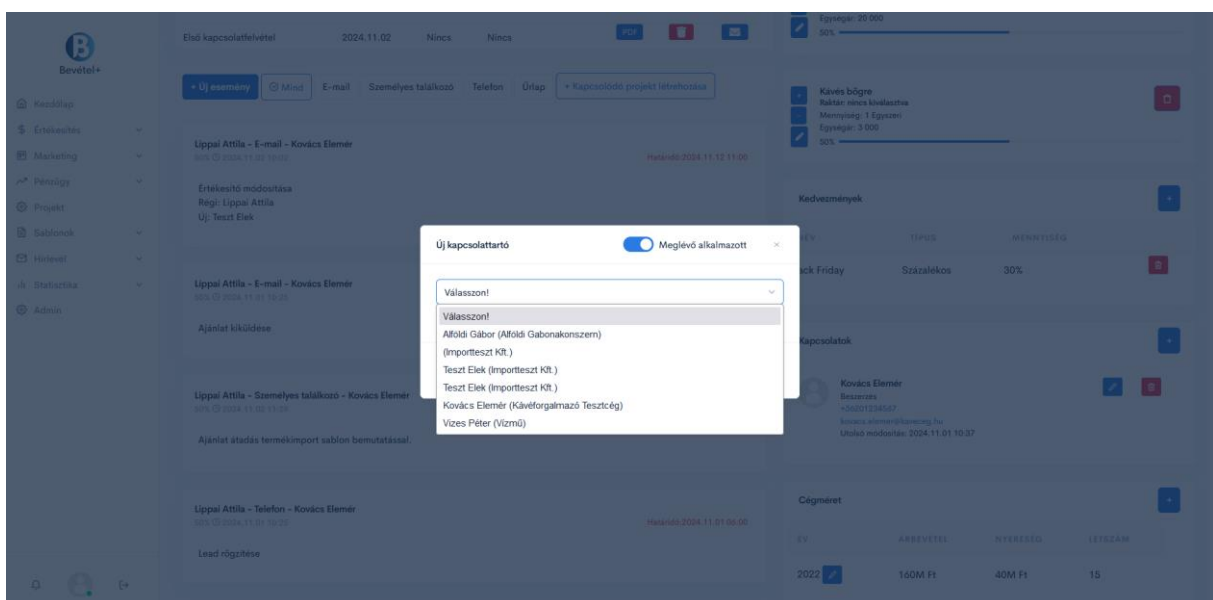 Bevétel+
Kezdőlap
Értékesítés
Marketing
Pénzügy
Projekt
Sablonok
Hírlevél
Statisztika
Admin
Első kapcsolatfelvétel 2024.11.02 Nincs Nincs PDF
+ Új esemény Mind E-mail Személyes találkozó Telefon Űrlap + Kapcsolódó projekt létrehozása
Lippai Attila - E-mail - Kovács Elemér
Határidő:2024.11.12 11:00
Értékesítő módosítása
Régi: Lippai Attila
Új: Teszt Elek
Lippai Attila - E-mail - Kovács Elemér
Ajánlat kiküldése
Lippai Attila - Személyes találkozó - Kovács Elemér
Ajánlat átadás termékimport sablon bemutatással.
Lippai Attila - Telefon - Kovács Elemér
Határidő:2024.11.01 06:00
Lead rögzítése
Új kapcsolattartó Meglévő alkalmazott ×
Válasszon!
Válasszon!
Alföldi Gábor (Alföldi Gabonakonszern)
(Importteszt Kft.)
Teszt Elek (Importteszt Kft.)
Teszt Elek (Importteszt Kft.)
Kovács Elemér (Kávéforgalmazó Tesztcég)
Vizes Péter (Vízmű)
Egységár: 20 000
50%
Kávés bögre
Raktár: nincs kiválasztva
Mennyiség: 1 Egyszeri
Egységár: 3 000
50%
Kedvezmények +
NÉV TÍPUS MENNYISÉG
ack Friday Százalékos 30%
Kapcsolatok +
Kovács Elemér
Beszerzés
+36201234567
Utolsó módosítás: 2024.11.01 10:37
Cégméret +
ÉV ÁRBEVÉTEL NYERESÉG LÉTSZÁM
2022 160M Ft 40M Ft 15